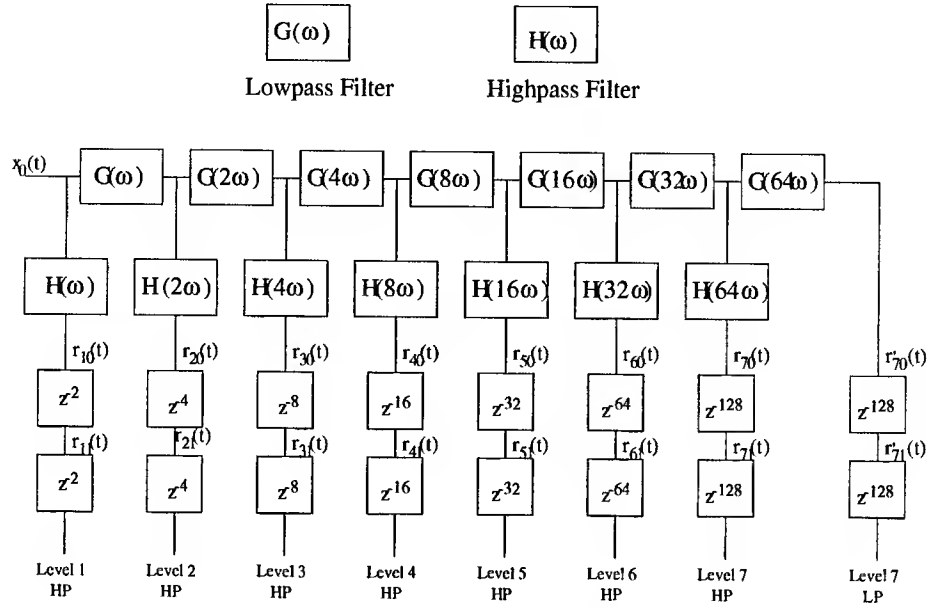 G(ω) H(ω)
Lowpass Filter Highpass Filter
x0(t) G(ω) G(2ω) G(4ω) G(8ω) G(16ω) G(32ω) G(64ω)
H(ω) H(2ω) H(4ω) H(8ω) H(16ω) H(32ω) H(64ω)
r10(t) r20(t) r30(t) r40(t) r50(t) r60(t) r70(t) r'70(t)
z-2 z-4 z-8 z-16 z-32 z-64 z-128 z-128
r11(t) r21(t) r31(t) r41(t) r51(t) r61(t) r71(t) r'71(t)
z-2 z-4 z-8 z-16 z-32 z-64 z-128 z-128
Level 1 Level 2 Level 3 Level 4 Level 5 Level 6 Level 7 Level 7
HP HP HP HP HP HP HP LP